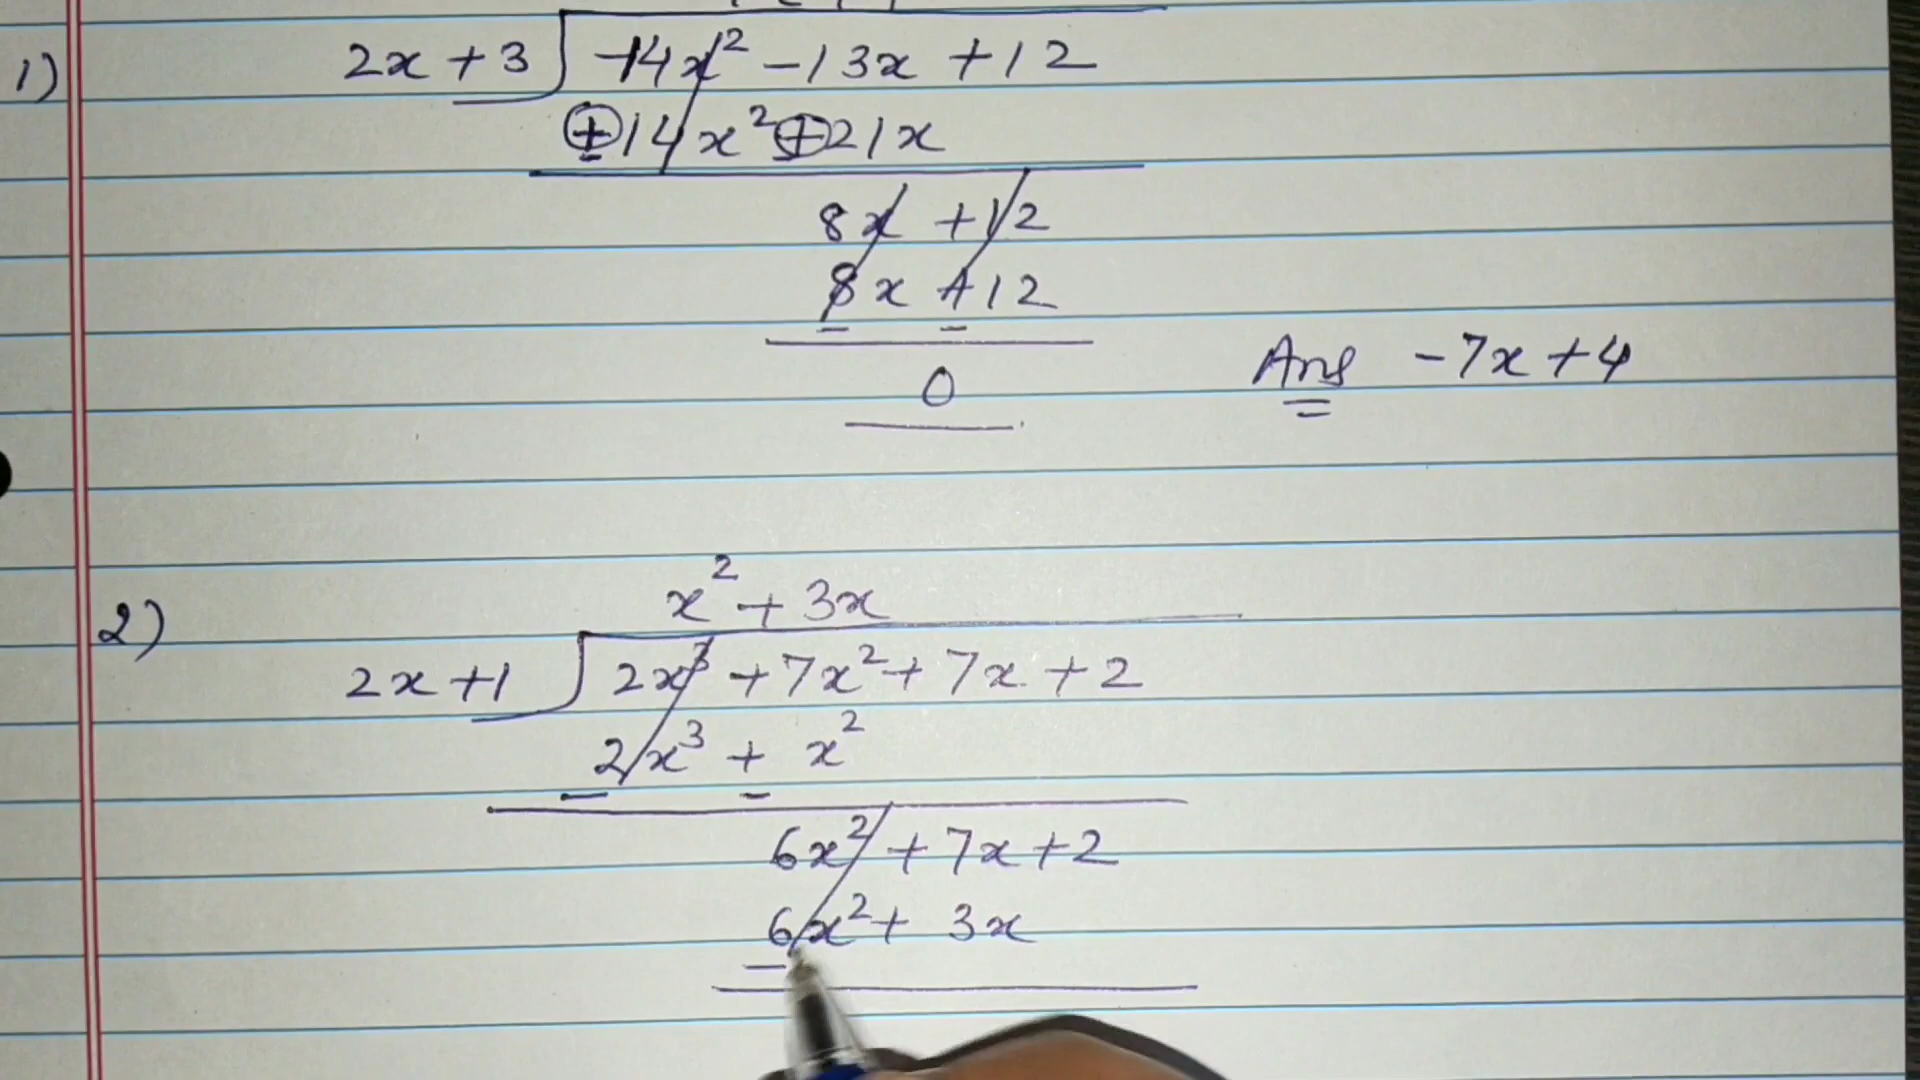 1) 2x + 3 ) -14x² - 13x + 12
+14x² + 21x
8x + 12
8x + 12
0
Ans -7x + 4
x² + 3x
2) 2x + 1 ) 2x³ + 7x² + 7x + 2
2x³ + x²
6x² + 7x + 2
6x² + 3x